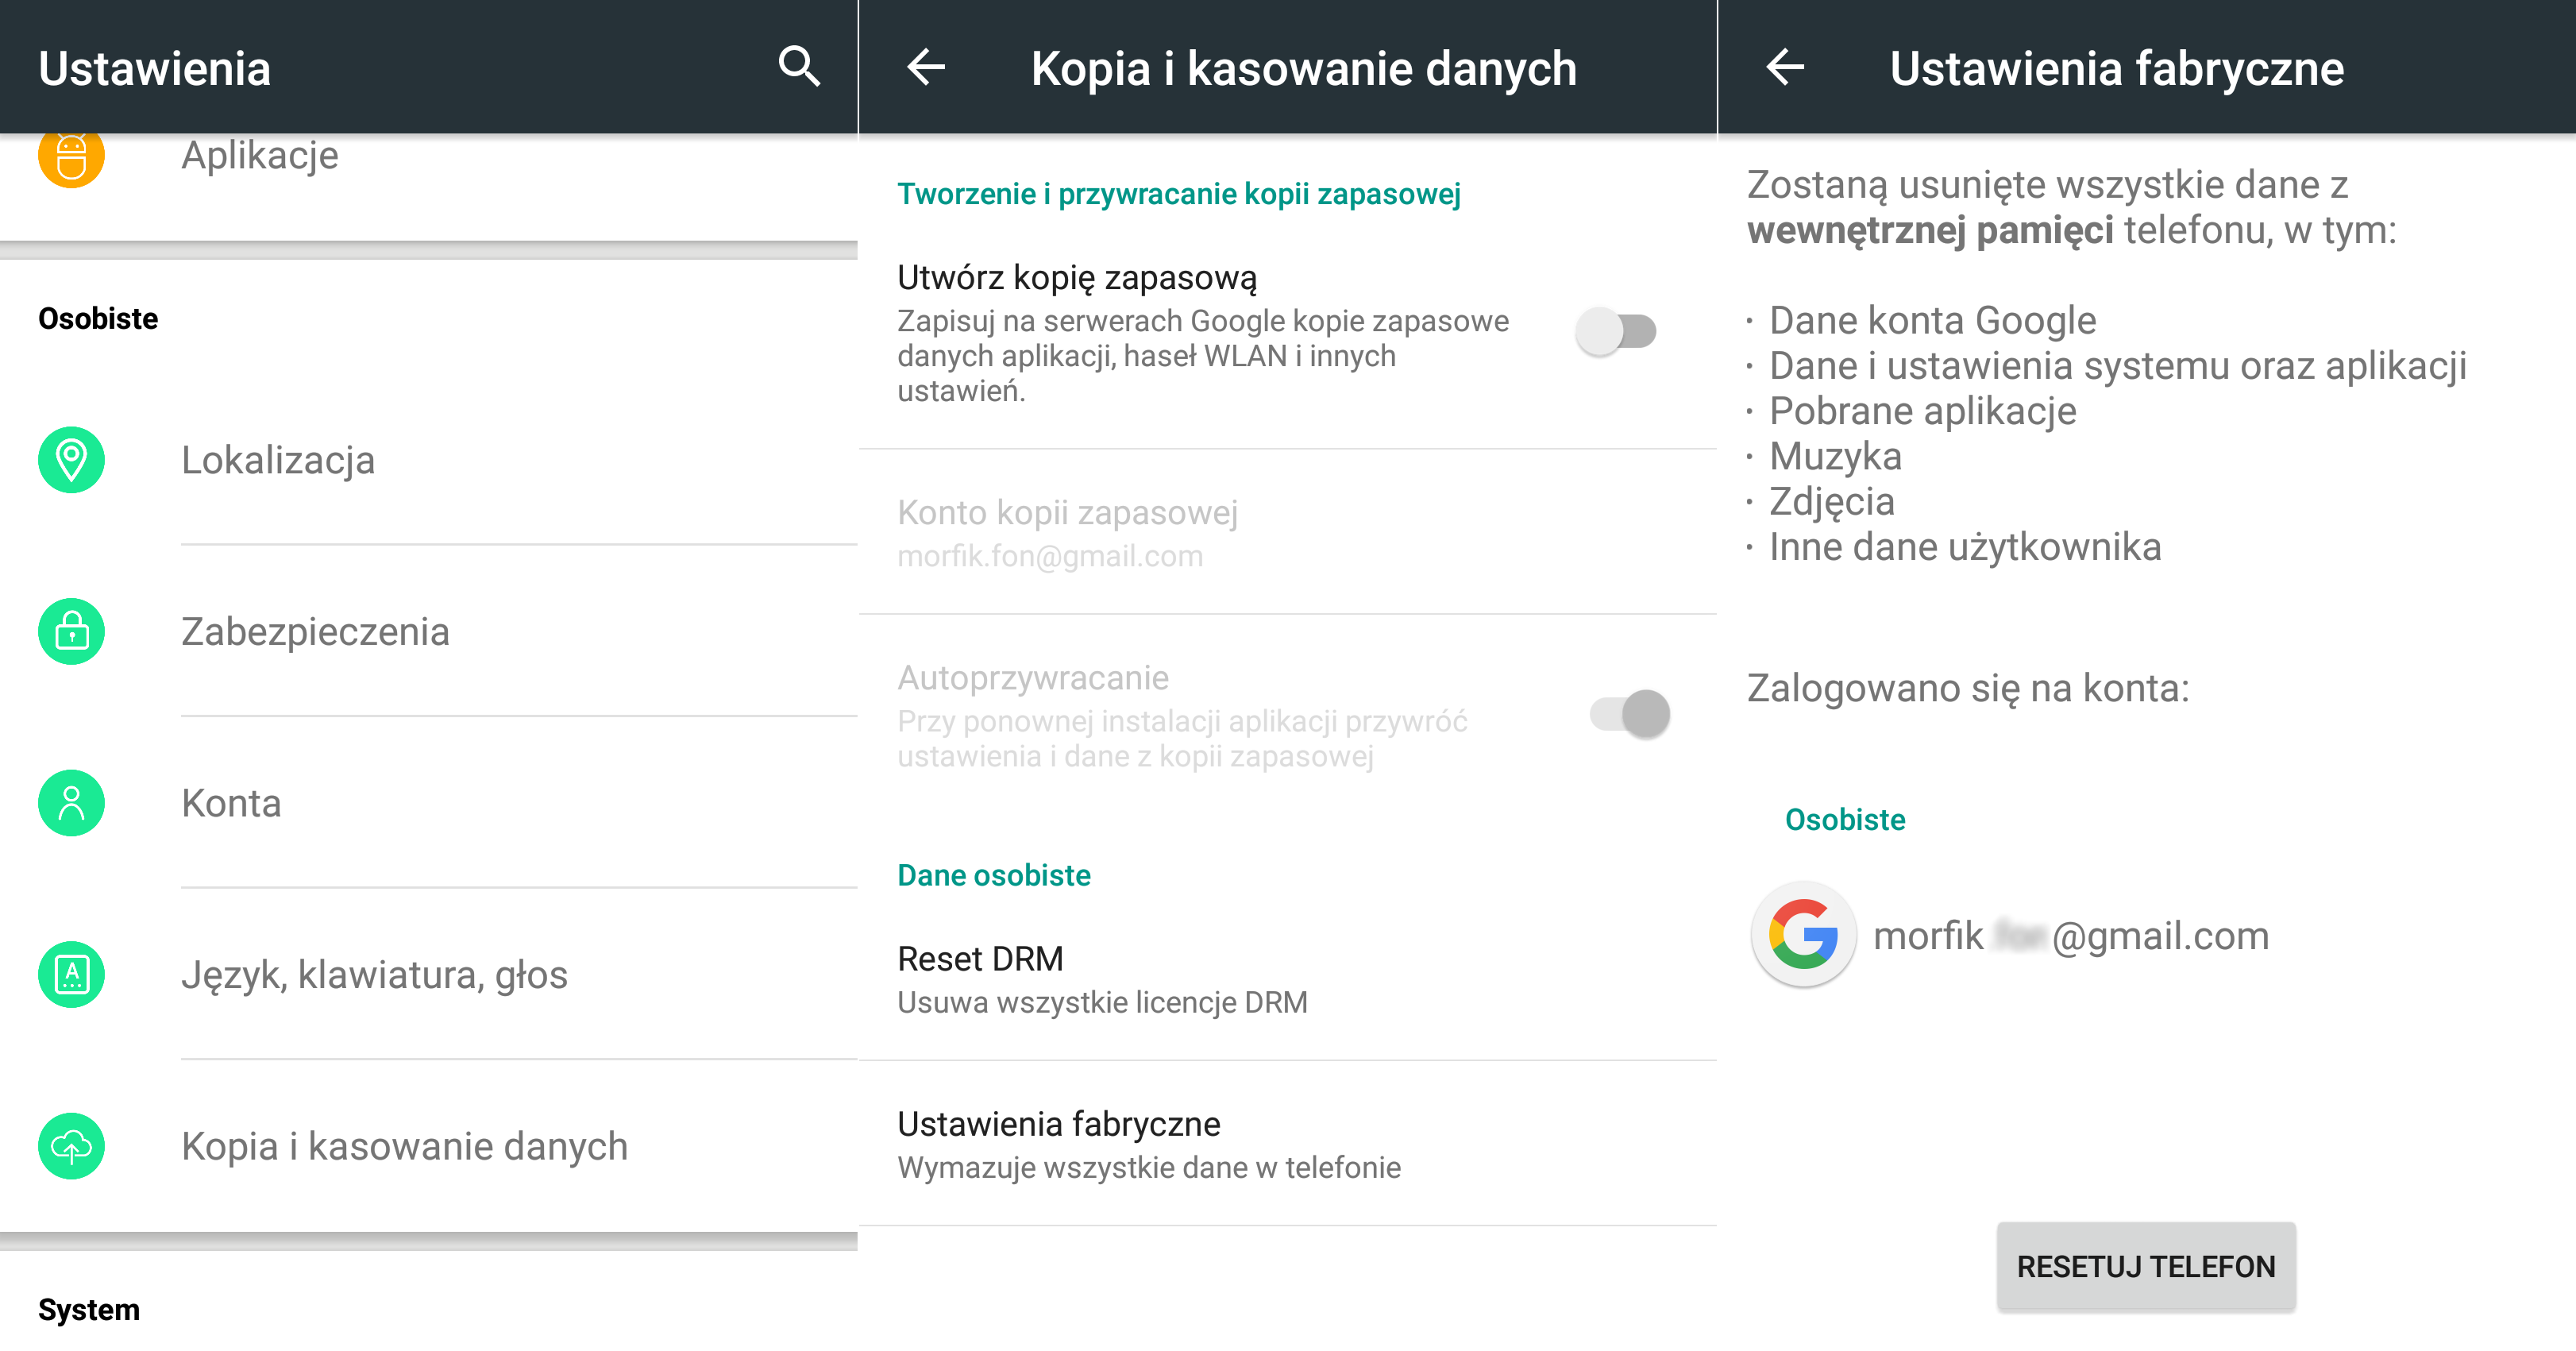 Ustawienia
Aplikacje
Osobiste
Lokalizacja
Zabezpieczenia
Konta
Język, klawiatura, głos
Kopia i kasowanie danych
System
Kopia i kasowanie danych
Tworzenie i przywracanie kopii zapasowej
Utwórz kopię zapasową
Zapisuj na serwerach Google kopie zapasowe
danych aplikacji, haseł WLAN i innych
ustawień.
Konto kopii zapasowej
morfik.fon@gmail.com
Autoprzywracanie
Przy ponownej instalacji aplikacji przywróć
ustawienia i dane z kopii zapasowej
Dane osobiste
Reset DRM
Usuwa wszystkie licencje DRM
Ustawienia fabryczne
Wymazuje wszystkie dane w telefonie
Ustawienia fabryczne
Zostaną usunięte wszystkie dane z
wewnętrznej pamięci telefonu, w tym:
· Dane konta Google
· Dane i ustawienia systemu oraz aplikacji
· Pobrane aplikacje
· Muzyka
· Zdjęcia
· Inne dane użytkownika
Zalogowano się na konta:
Osobiste
morfik @gmail.com
RESETUJ TELEFON